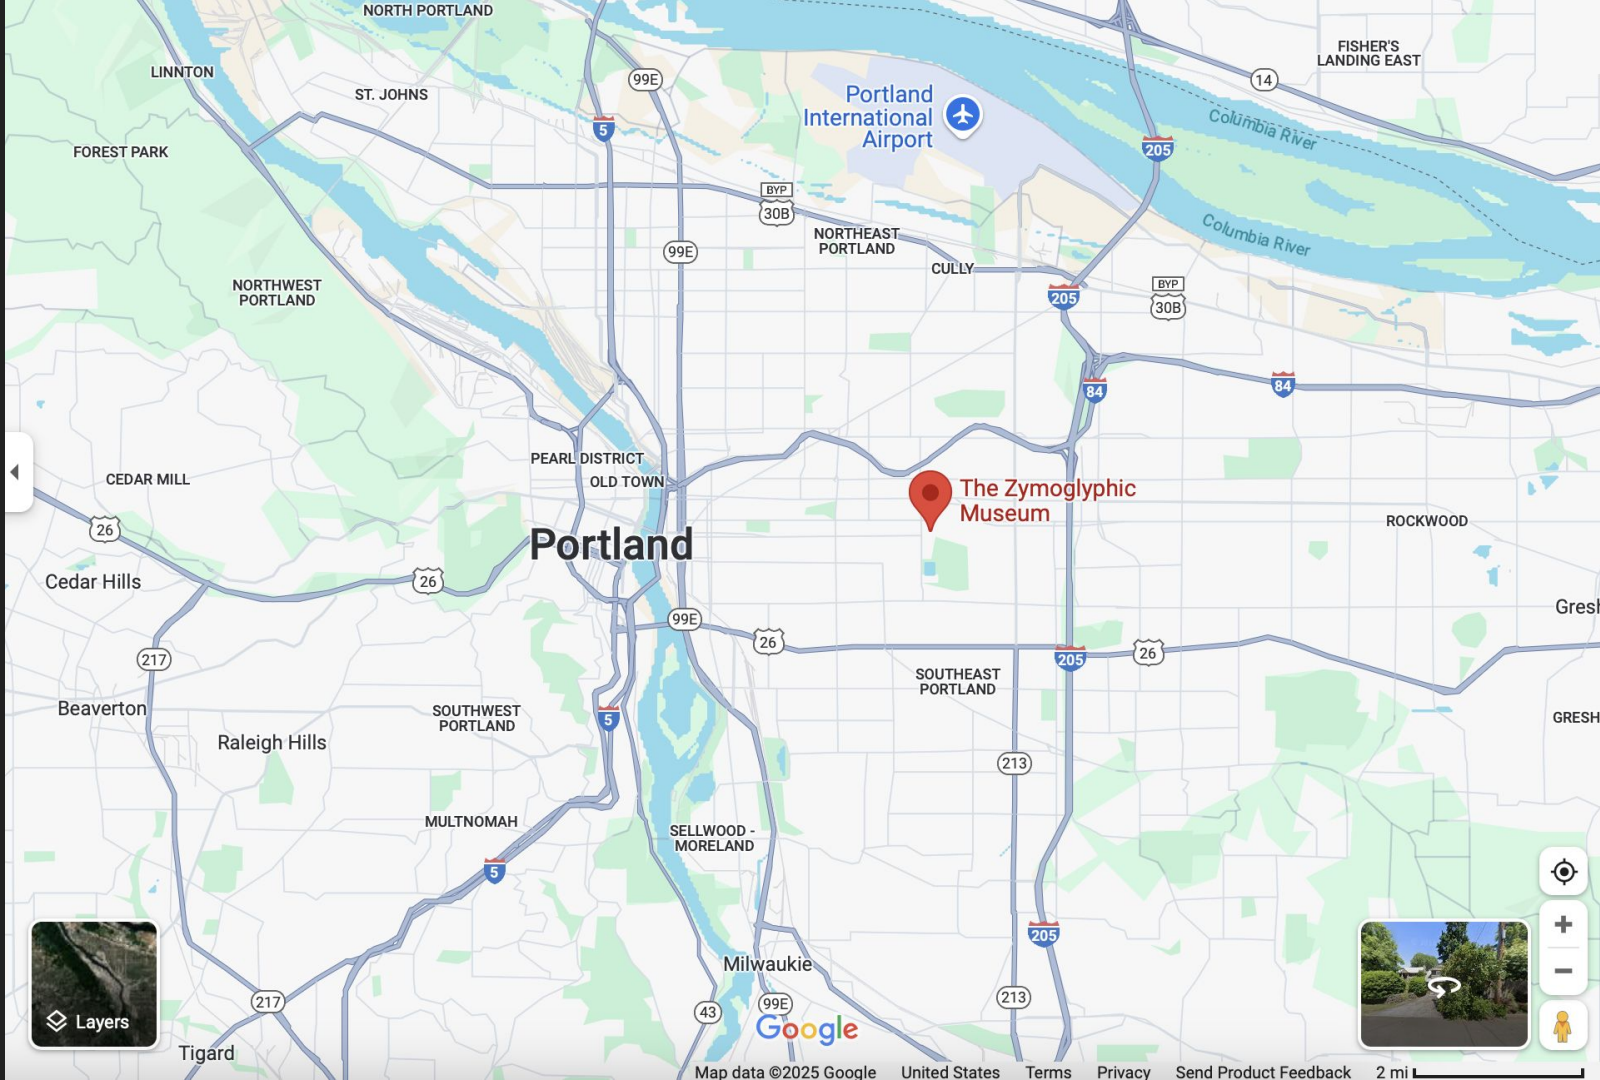 NORTH PORTLAND
FISHER'S
LANDING EAST
LINNTON
99E
14
ST. JOHNS
Portland
International
Airport
5
Columbia River
205
FOREST PARK
BYP
30B
Columbia River
NORTHEAST
PORTLAND
99E
CULLY
NORTHWEST
PORTLAND
205
BYP
30B
84
84
PEARL DISTRICT
OLD TOWN
CEDAR MILL
The Zymoglyphic
Museum
ROCKWOOD
26
Portland
Cedar Hills
26
Gresh
99E
26
217
205
26
SOUTHEAST
PORTLAND
Beaverton
SOUTHWEST
PORTLAND
5
GRESH
Raleigh Hills
213
MULTNOMAH
SELLWOOD -
MORELAND
5
205
Milwaukie
217
43
99E
213
Layers
Google
Tigard
Map data ©2025 Google United States Terms Privacy Send Product Feedback 2 mi